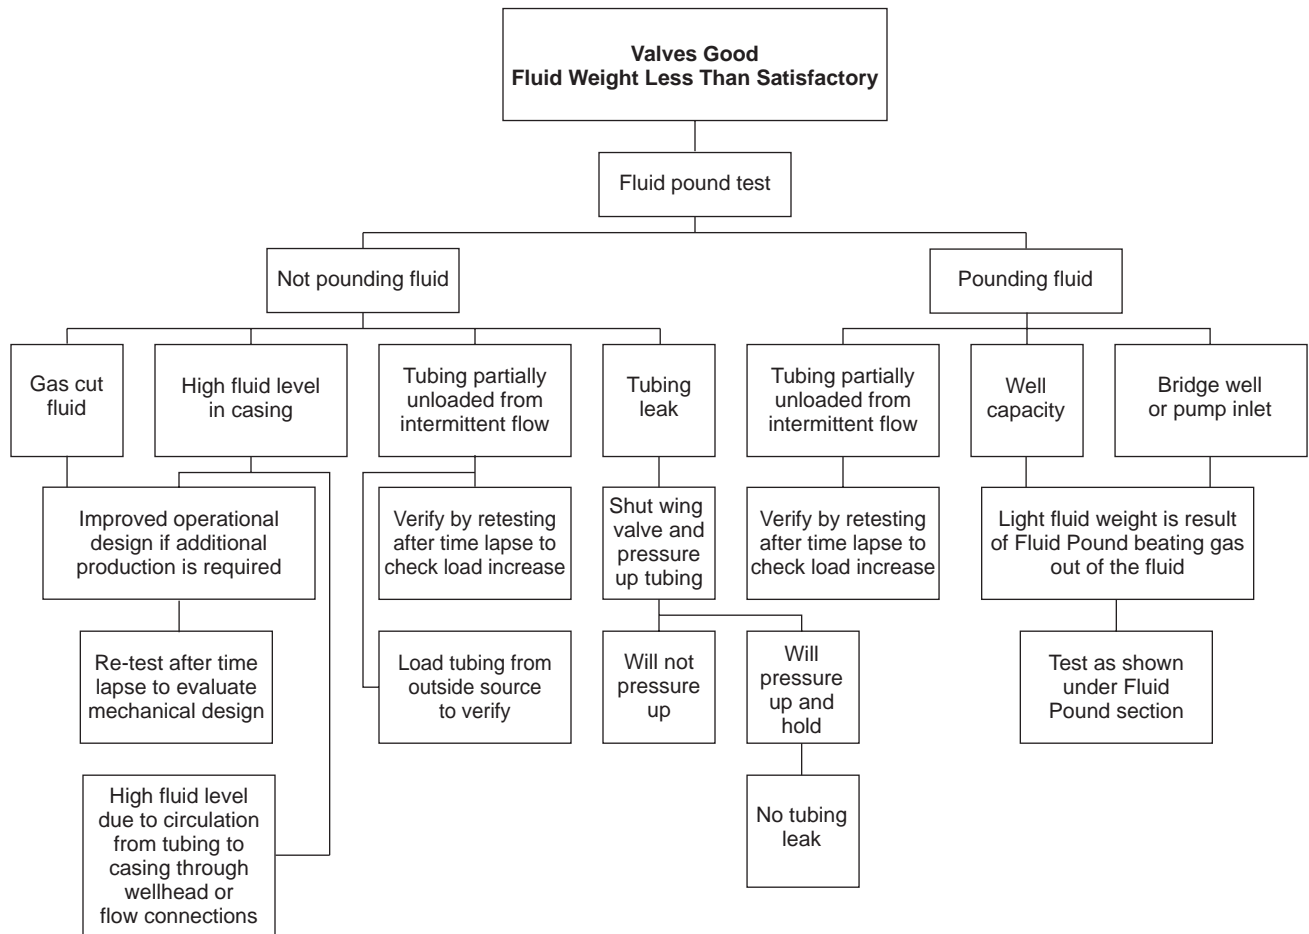 Valves Good
Fluid Weight Less Than Satisfactory
Fluid pound test
Not pounding fluid
Pounding fluid
Gas cut
fluid
High fluid level
in casing
Tubing partially
unloaded from
intermittent flow
Tubing
leak
Tubing partially
unloaded from
intermittent flow
Well
capacity
Bridge well
or pump inlet
Improved operational
design if additional
production is required
Verify by retesting
after time lapse to
check load increase
Shut wing
valve and
pressure
up tubing
Verify by retesting
after time lapse to
check load increase
Light fluid weight is result
of Fluid Pound beating gas
out of the fluid
Re-test after time
lapse to evaluate
mechanical design
Load tubing from
outside source
to verify
Will not
pressure
up
Will
pressure
up and
hold
Test as shown
under Fluid
Pound section
High fluid level
due to circulation
from tubing to
casing through
wellhead or
flow connections
No tubing
leak